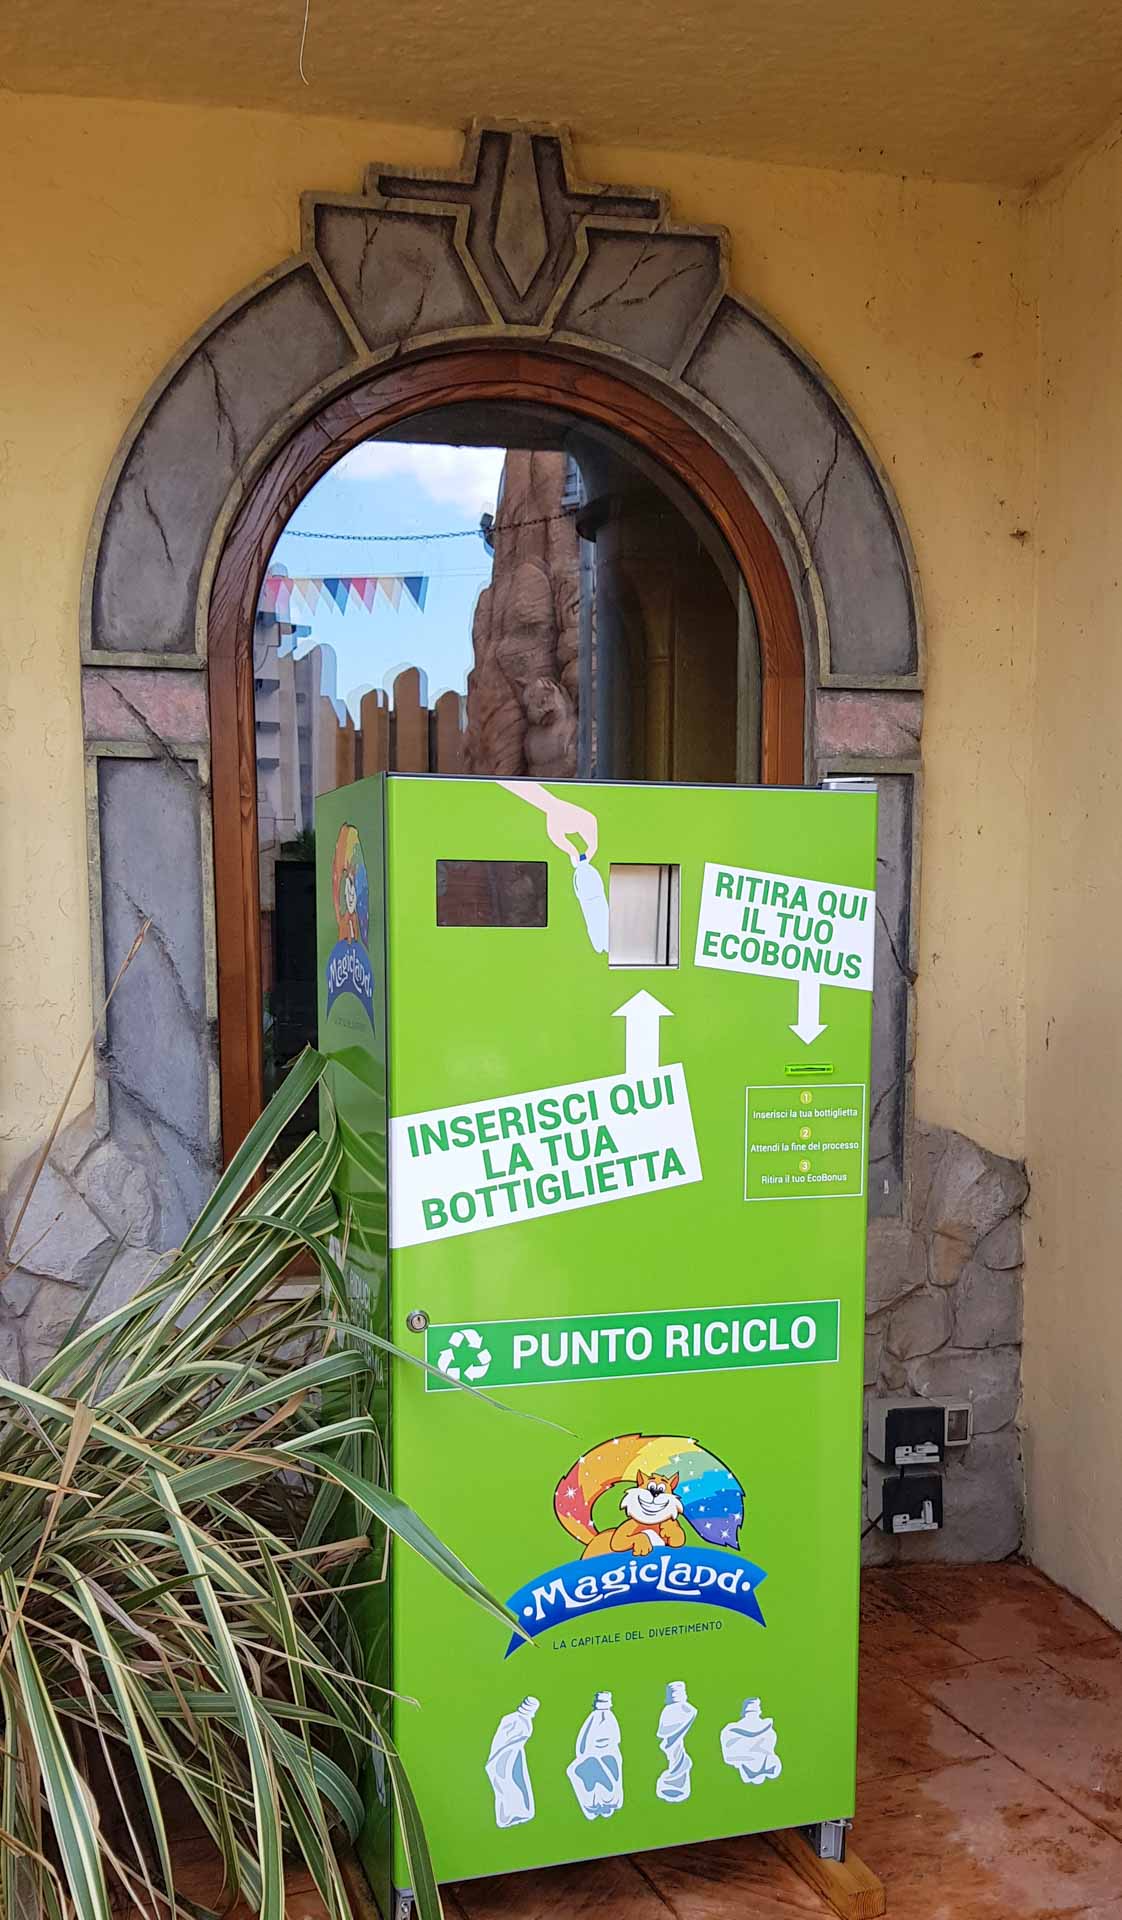 RITIRA QUI
IL TUO
ECOBONUS
INSERISCI QUI
LA TUA
BOTTIGLIETTA
1
Inserisci la tua bottiglietta
2
Attendi la fine del processo
3
Ritira il tuo EcoBonus
PUNTO RICICLO
MagicLand
LA CAPITALE DEL DIVERTIMENTO
MagicLand